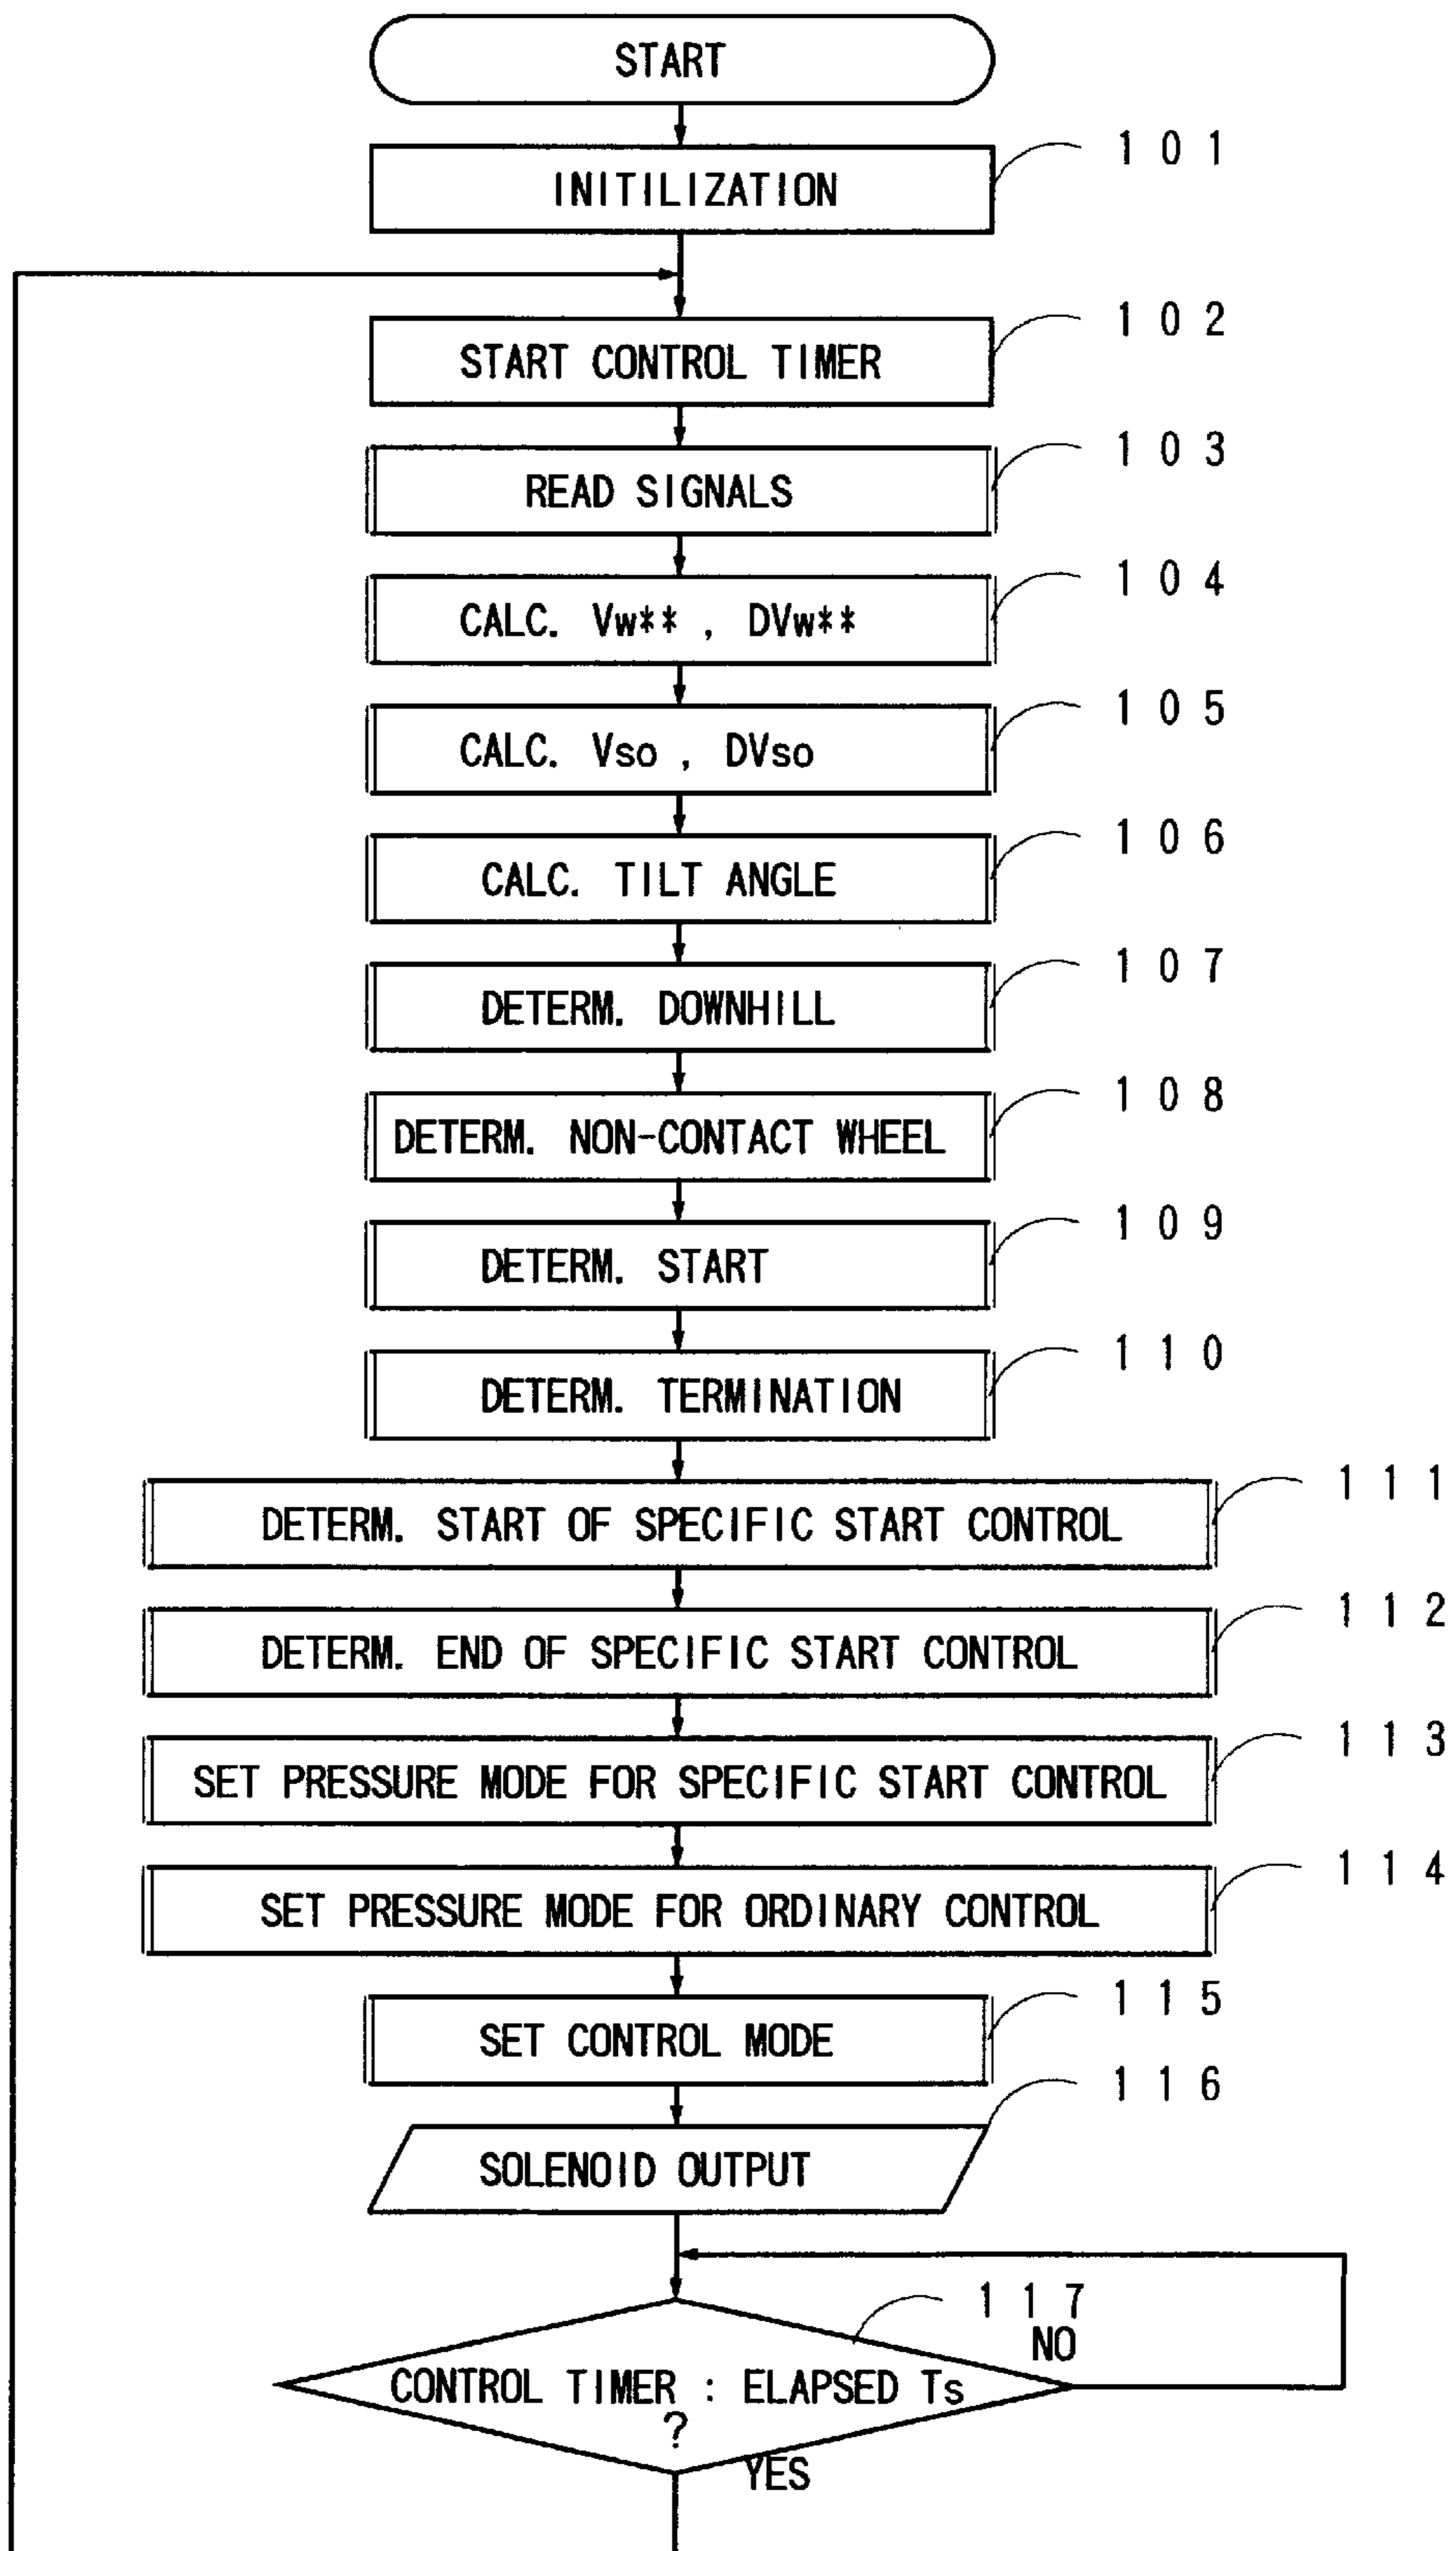 START
INITILIZATION
101
START CONTROL TIMER
102
READ SIGNALS
103
CALC. Vw** , DVw**
104
CALC. Vso , DVso
105
CALC. TILT ANGLE
106
DETERM. DOWNHILL
107
DETERM. NON-CONTACT WHEEL
108
DETERM. START
109
DETERM. TERMINATION
110
DETERM. START OF SPECIFIC START CONTROL
111
DETERM. END OF SPECIFIC START CONTROL
112
SET PRESSURE MODE FOR SPECIFIC START CONTROL
113
SET PRESSURE MODE FOR ORDINARY CONTROL
114
SET CONTROL MODE
115
SOLENOID OUTPUT
116
117
NO
CONTROL TIMER : ELAPSED Ts
?
YES